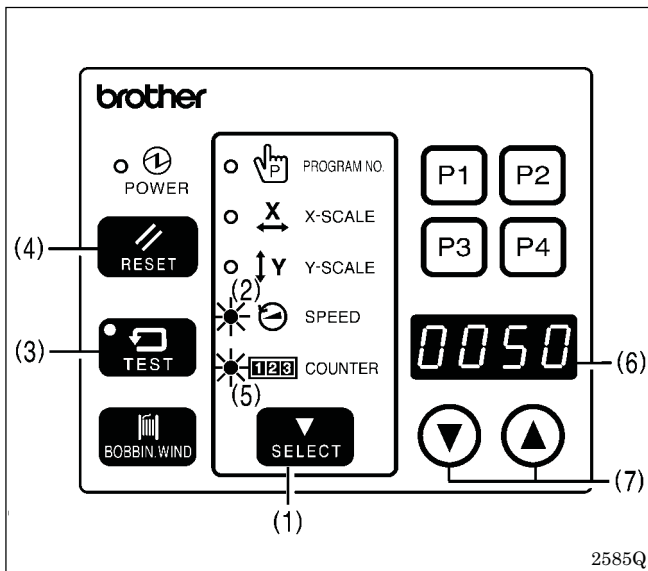 brother
POWER
(4)
RESET
(3)
TEST
BOBBIN.WIND
P PROGRAM NO.
X X-SCALE
Y Y-SCALE
(2)
SPEED
123 COUNTER
(5)
SELECT
(1)
P1 P2
P3 P4
0050
(6)
(7)
2585Q